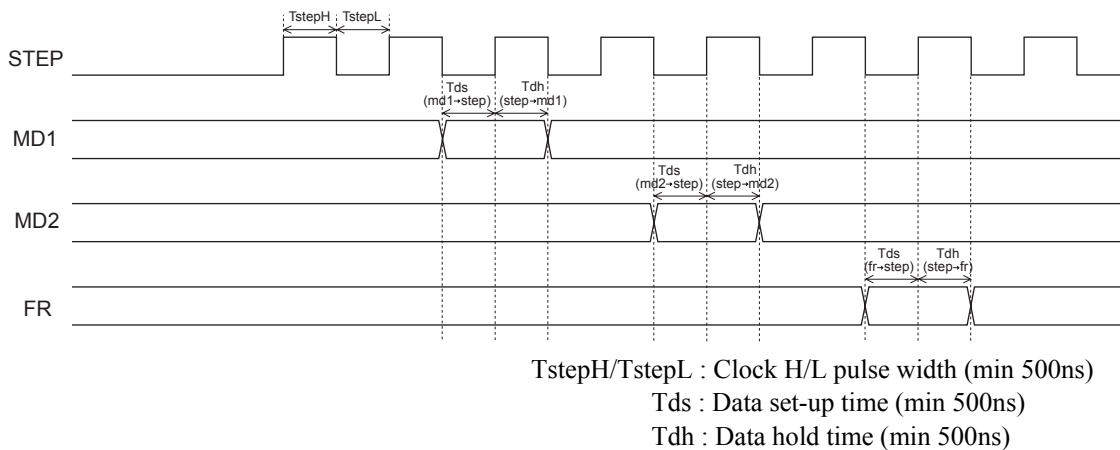 TstepH TstepL
STEP
Tds Tdh
(md1→step) (step→md1)
MD1
Tds Tdh
(md2→step) (step→md2)
MD2
Tds Tdh
(fr→step) (step→fr)
FR
TstepH/TstepL : Clock H/L pulse width (min 500ns)
Tds : Data set-up time (min 500ns)
Tdh : Data hold time (min 500ns)